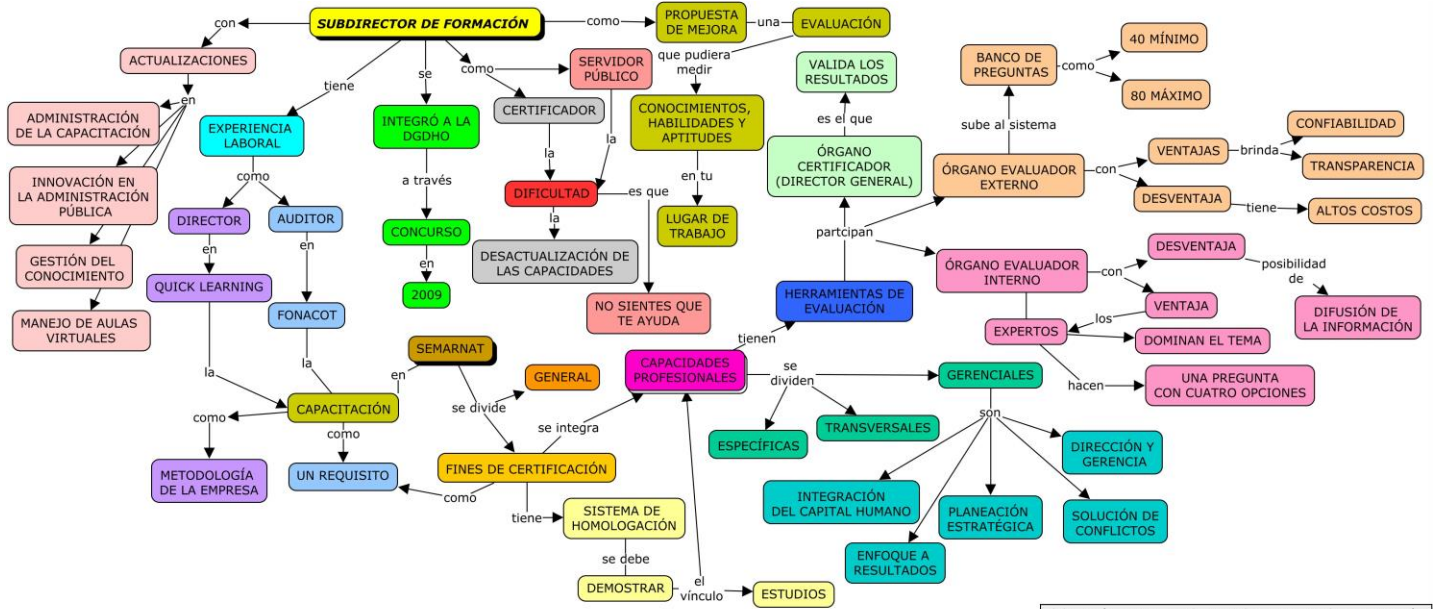 SUBDIRECTOR DE FORMACIÓN
con
como
PROPUESTA
DE MEJORA
una
EVALUACIÓN
ACTUALIZACIONES
en
ADMINISTRACIÓN
DE LA CAPACITACIÓN
INNOVACIÓN EN
LA ADMINISTRACIÓN
PÚBLICA
GESTIÓN DEL
CONOCIMIENTO
MANEJO DE AULAS
VIRTUALES
tiene
EXPERIENCIA
LABORAL
como
DIRECTOR
en
QUICK LEARNING
la
AUDITOR
en
FONACOT
la
CAPACITACIÓN
como
METODOLOGÍA
DE LA EMPRESA
como
UN REQUISITO
se
INTEGRÓ A LA
DGDHO
a través
CONCURSO
en
2009
como
SERVIDOR
PÚBLICO
CERTIFICADOR
la
la
DIFICULTAD
es que
la
DESACTUALIZACIÓN DE
LAS CAPACIDADES
NO SIENTES QUE
TE AYUDA
que pudiera
medir
CONOCIMIENTOS,
HABILIDADES Y
APTITUDES
en tu
LUGAR DE
TRABAJO
VALIDA LOS
RESULTADOS
es el que
ÓRGANO
CERTIFICADOR
(DIRECTOR GENERAL)
partcipan
HERRAMIENTAS DE
EVALUACIÓN
BANCO DE
PREGUNTAS
como
40 MÍNIMO
80 MÁXIMO
sube al sistema
ÓRGANO EVALUADOR
EXTERNO
con
VENTAJAS
brinda
CONFIABILIDAD
TRANSPARENCIA
DESVENTAJA
tiene
ALTOS COSTOS
ÓRGANO EVALUADOR
INTERNO
con
DESVENTAJA
posibilidad
de
DIFUSIÓN DE
LA INFORMACIÓN
VENTAJA
los
EXPERTOS
DOMINAN EL TEMA
hacen
UNA PREGUNTA
CON CUATRO OPCIONES
en
SEMARNAT
se divide
GENERAL
FINES DE CERTIFICACIÓN
como
se integra
CAPACIDADES
PROFESIONALES
tienen
se
dividen
ESPECÍFICAS
TRANSVERSALES
GERENCIALES
son
DIRECCIÓN Y
GERENCIA
INTEGRACIÓN
DEL CAPITAL HUMANO
PLANEACIÓN
ESTRATÉGICA
SOLUCIÓN DE
CONFLICTOS
ENFOQUE A
RESULTADOS
tiene
SISTEMA DE
HOMOLOGACIÓN
se debe
DEMOSTRAR
el
vínculo
ESTUDIOS